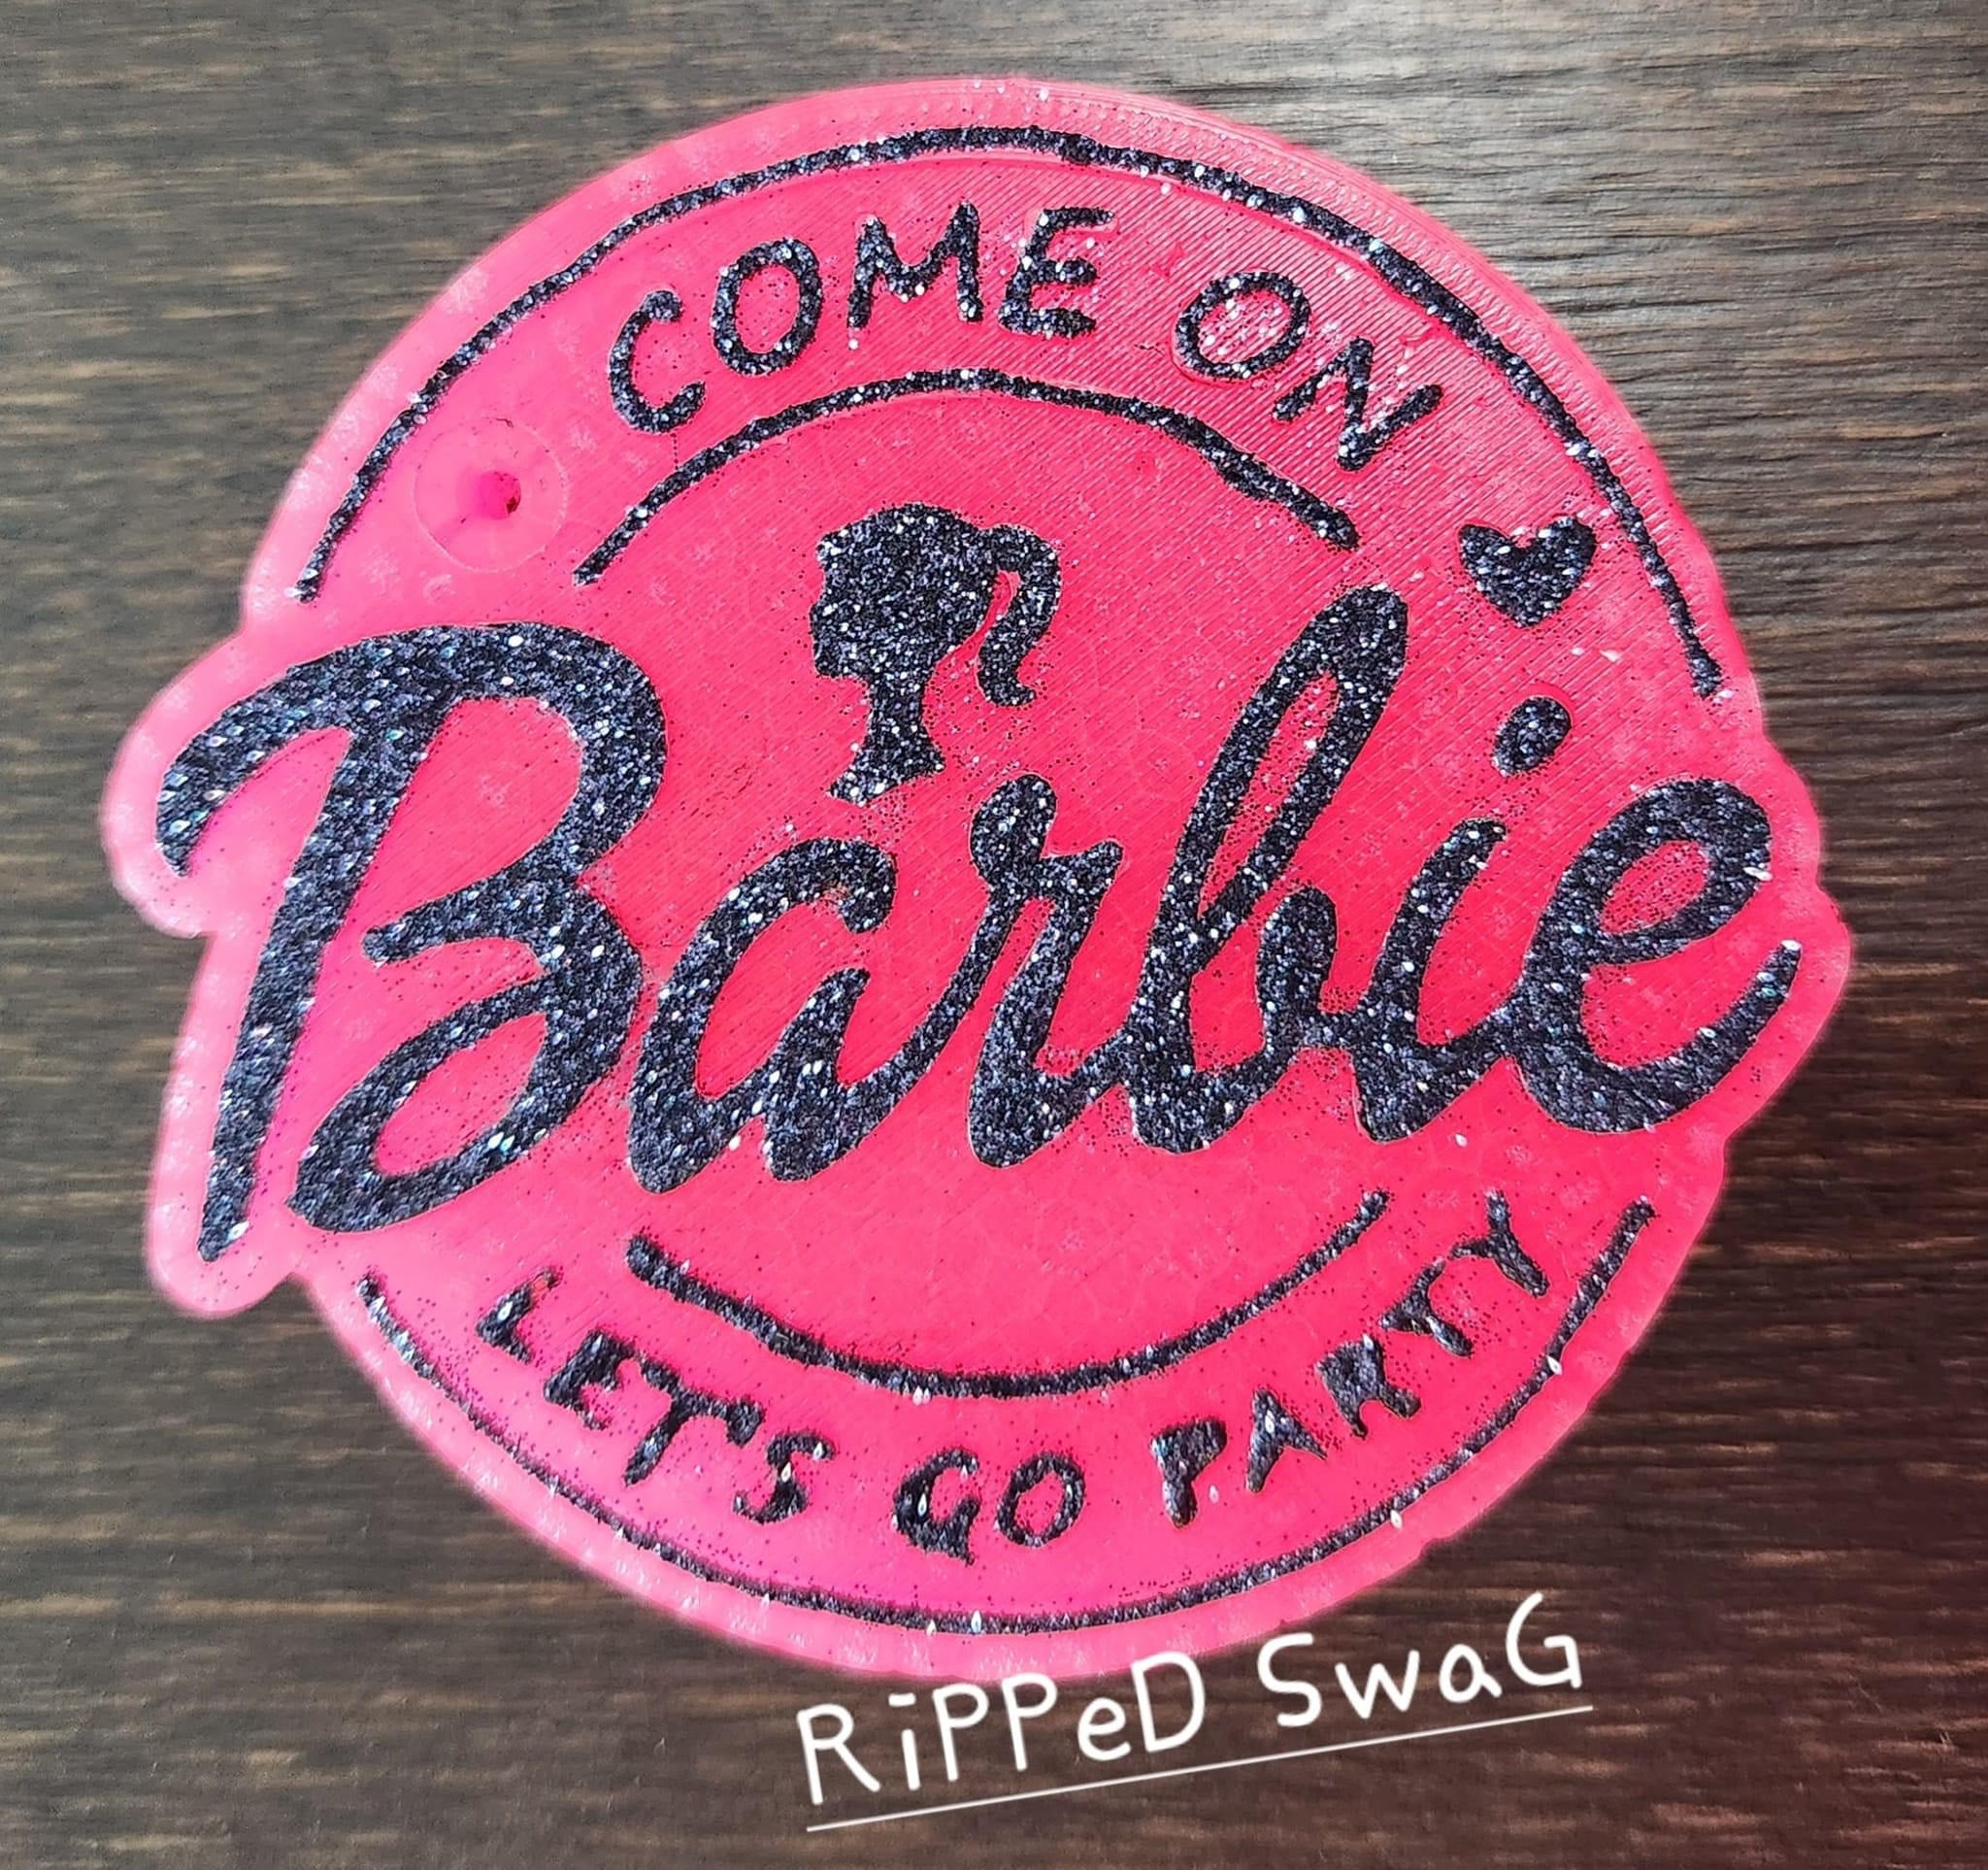 COME ON
Barbie
LET'S GO PARTY
RiPPeD SwaG